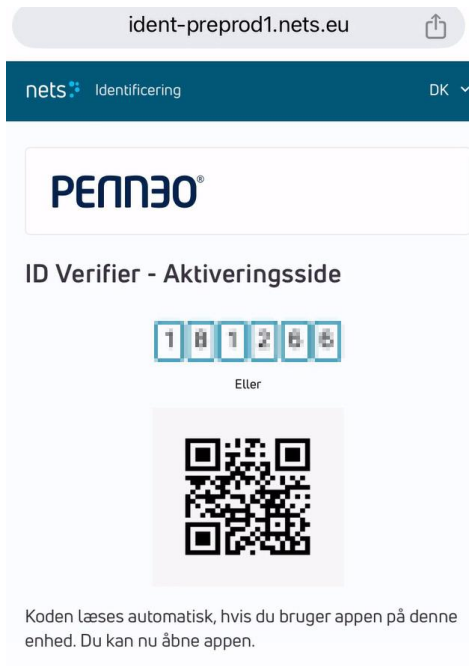 ident-preprod1.nets.eu
nets Identificering DK
PENNEO®
ID Verifier - Aktiveringsside
181266
Eller
Koden læses automatisk, hvis du bruger appen på denne
enhed. Du kan nu åbne appen.